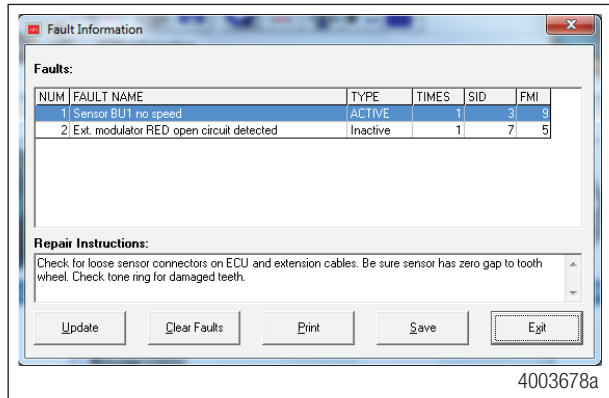 Fault Information
Faults:
NUM FAULT NAME TYPE TIMES SID FMI
1 Sensor BU1 no speed ACTIVE 1 3 9
2 Ext. modulator RED open circuit detected Inactive 1 7 5
Repair Instructions:
Check for loose sensor connectors on ECU and extension cables. Be sure sensor has zero gap to tooth
wheel. Check tone ring for damaged teeth.
Update Clear Faults Print Save Exit
4003678a